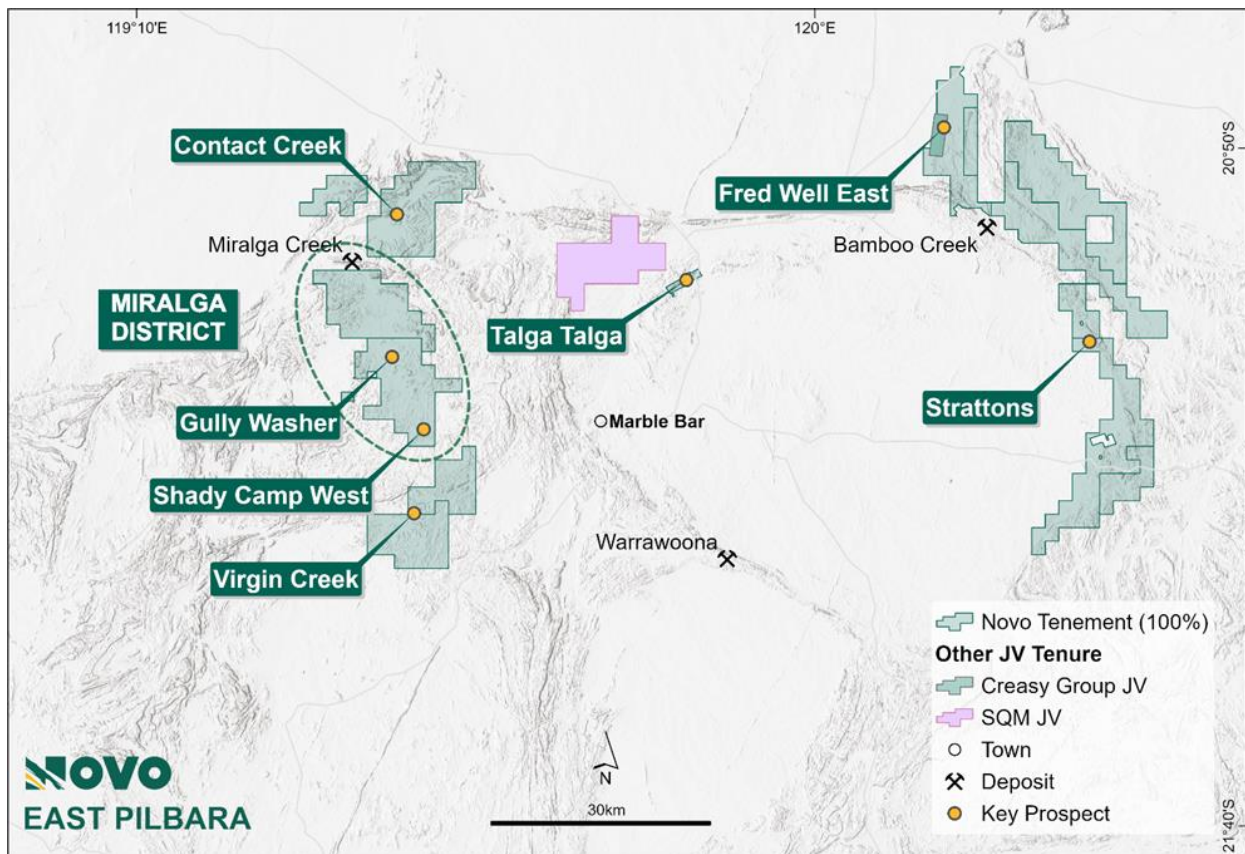 119°10'E
120°E
20°50'S
Contact Creek
Fred Well East
Miralga Creek
Bamboo Creek
MIRALGA
DISTRICT
Talga Talga
Gully Washer
Marble Bar
Strattons
Shady Camp West
Warrawoona
Virgin Creek
Novo Tenement (100%)
Other JV Tenure
Creasy Group JV
SQM JV
Town
Deposit
Key Prospect
N
30km
NOVO
EAST PILBARA
21°40'S